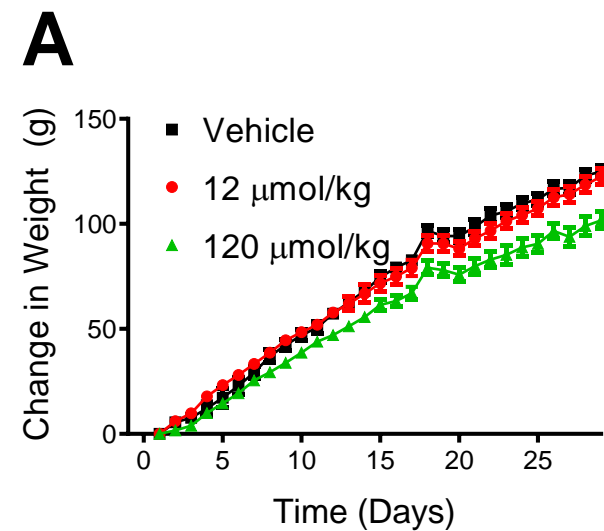 A
Change in Weight (g)
150
100
50
0
Vehicle
12 μmol/kg
120 μmol/kg
0 5 10 15 20 25
Time (Days)